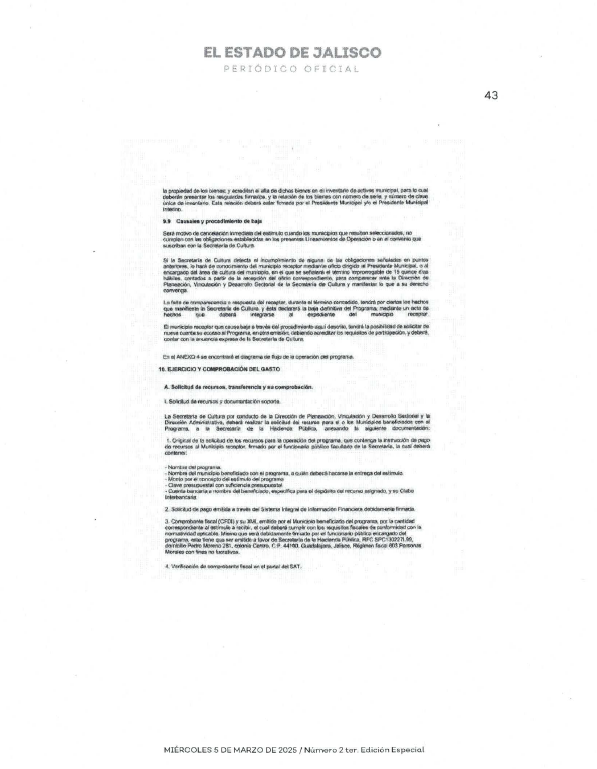 EL ESTADO DE JALISCO
PERIÓDICO OFICIAL
43
la propiedad de los bienes; y acreditan el alta de dichos bienes en el inventario de activos municipal, para lo cual
deberán presentar los resguardos firmados, y la relación de los bienes con número de serie, y número de clave
única de inventario. Esta relación deberá estar firmada por el Presidente Municipal y/o el Presidente Municipal
Interino.
9.9 Causales y procedimiento de baja
Será motivo de cancelación inmediata del estímulo cuando los municipios que resulten seleccionados, no
cumplan con las obligaciones establecidas en los presentes Lineamientos de Operación o en el convenio que
suscriban con la Secretaría de Cultura.
Si la Secretaría de Cultura detecta el incumplimiento de alguna de las obligaciones señaladas en puntos
anteriores, lo hará de conocimiento del municipio receptor mediante oficio dirigido al Presidente Municipal, o al
encargado del área de cultura del municipio, en el que se señalará el término improrrogable de 15 quince días
hábiles, contados a partir de la recepción del oficio correspondiente, para comparecer ante la Dirección de
Planeación, Vinculación y Desarrollo Sectorial de la Secretaría de Cultura y manifestar lo que a su derecho
convenga.
La falta de comparecencia o respuesta del receptor, durante el término concedido, tendrá por ciertos los hechos
que manifieste la Secretaría de Cultura, y ésta declarará la baja definitiva del Programa, mediante un acta de
hechos que deberá integrarse al expediente del municipio receptor.
El municipio receptor que cause baja a través del procedimiento aquí descrito, tendrá la posibilidad de solicitar de
nueva cuenta su acceso al Programa, en otra emisión, debiendo acreditar los requisitos de participación, y deberá,
contar con la anuencia expresa de la Secretaría de Cultura.
En el ANEXO 4 se encontrará el diagrama de flujo de la operación del programa.
10. EJERCICIO Y COMPROBACIÓN DEL GASTO
A. Solicitud de recursos, transferencia y su comprobación.
I. Solicitud de recursos y documentación soporte.
La Secretaría de Cultura por conducto de la Dirección de Planeación, Vinculación y Desarrollo Sectorial y la
Dirección Administrativa, deberá realizar la solicitud del recurso para el o los Municipios beneficiados con el
Programa, a la Secretaría de la Hacienda Pública, anexando la siguiente documentación:
1. Original de la solicitud de los recursos para la operación del programa, que contenga la instrucción de pago
de recursos al Municipio receptor, firmado por el funcionario público facultado de la Secretaría, la cual deberá
contener:
- Nombre del programa.
- Nombre del municipio beneficiado con el programa, a quién deberá hacerse la entrega del estímulo.
- Monto por el concepto del estímulo del programa
- Clave presupuestal con suficiencia presupuestal
- Cuenta bancaria a nombre del beneficiado, específica para el depósito del recurso asignado, y su Clabe
Interbancaria
2. Solicitud de pago emitida a través del Sistema Integral de Información Financiera debidamente firmada.
3. Comprobante fiscal (CFDI) y su XML emitido por el Municipio beneficiado del programa, por la cantidad
correspondiente al estímulo a recibir, el cual deberá cumplir con los requisitos fiscales de conformidad con la
normatividad aplicable. Mismo que será debidamente firmado por el funcionario público encargado del
programa, este tiene que ser emitido a favor de Secretaría de la Hacienda Pública, RFC
domicilio Pedro Moreno 281, colonia Centro, C.P. 44100, Guadalajara, Jalisco. Régimen fiscal 603 Personas
Morales con fines no lucrativos.
4. Verificación de comprobante fiscal en el portal del SAT.
MIÉRCOLES 5 DE MARZO DE 2025 / Número 2 ter. Edición Especial